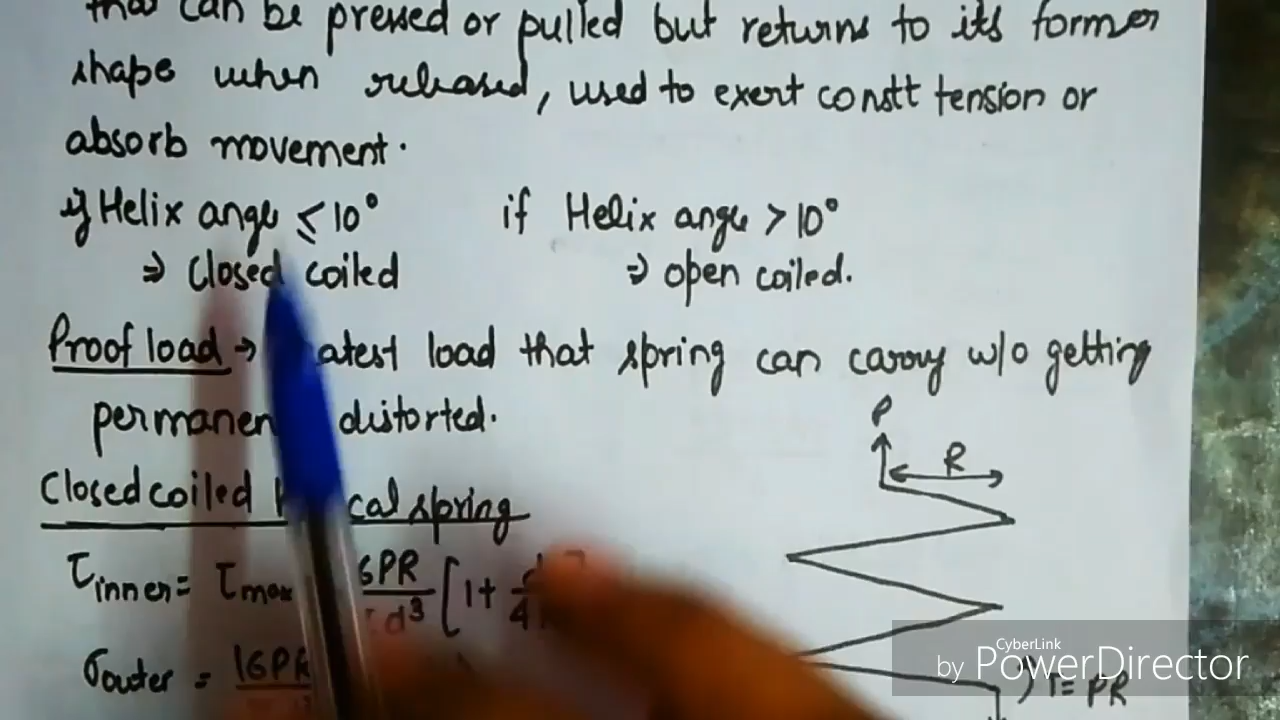 that can be pressed or pulled but returns to its former
shape when released, used to exert constt tension or
absorb movement.
if Helix angle ≤ 10°
if Helix angle > 10°
⇒ Closed coiled
⇒ open coiled.
Proof load → atest load that spring can carry w/o getting
permanen distorted.
P
R
Closed coiled h cal spring
τinner = τmax 6PR/d³ [1+ d/4
σouter = 16PR
T = PR
CyberLink
by PowerDirector